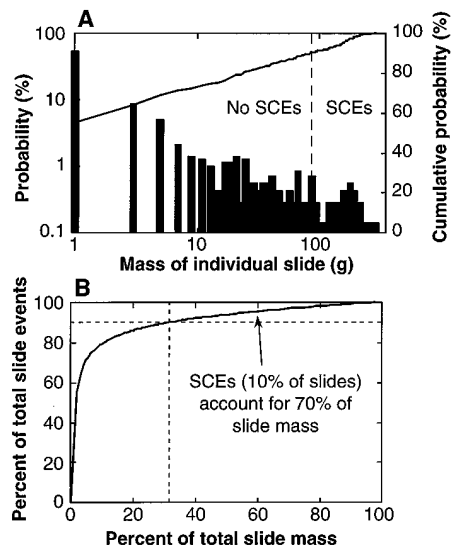 A
100
10
1
0.1
Probability (%)
100
80
60
40
20
0
Cumulative probability (%)
No SCEs
SCEs
1
10
100
Mass of individual slide (g)
B
100
80
60
40
20
0
Percent of total slide events
SCEs (10% of slides)
account for 70% of
slide mass
0
20
40
60
80
100
Percent of total slide mass